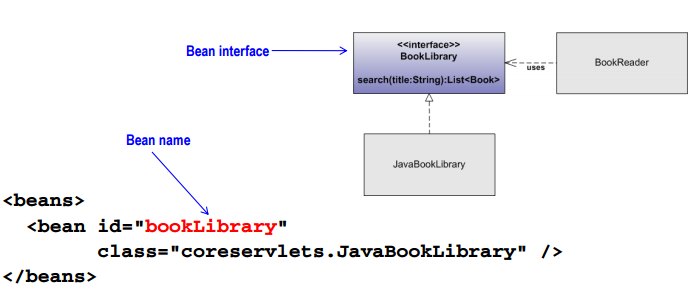 Bean interface
<<interface>>
BookLibrary
search(title:String):List<Book>
uses
BookReader
JavaBookLibrary
Bean name
<beans>
<bean id="bookLibrary"
class="coreservlets.JavaBookLibrary" />
</beans>